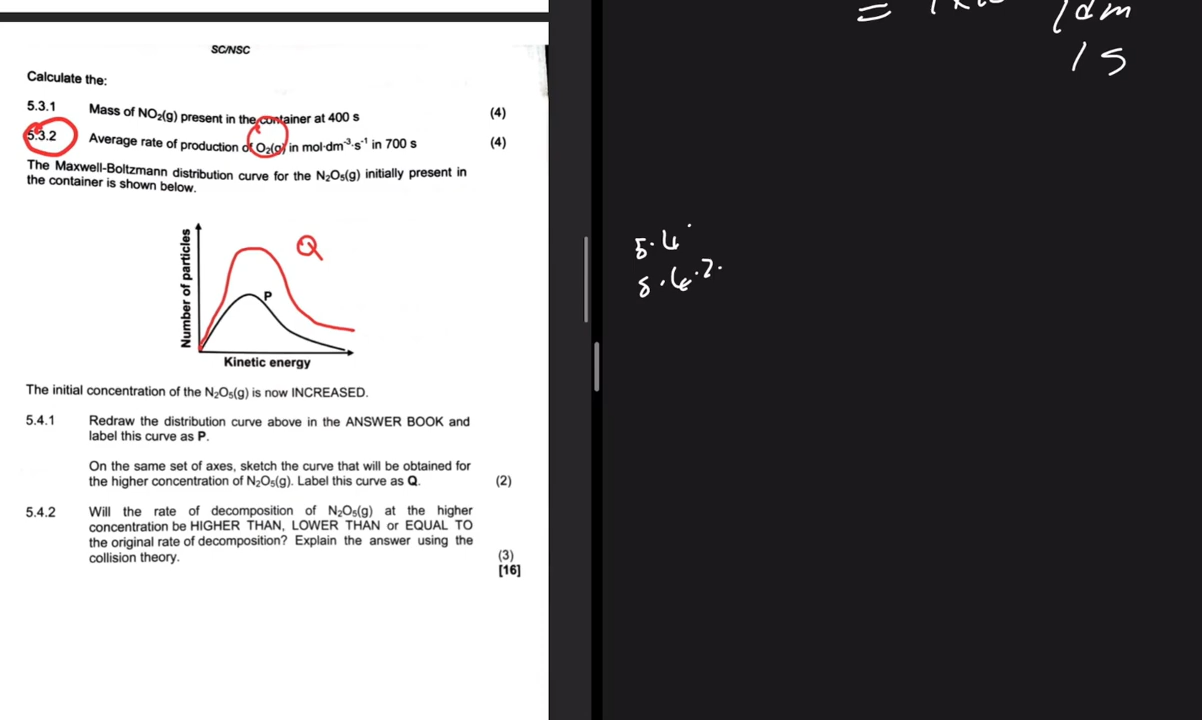 SC/NSC
Calculate the:
5.3.1 Mass of NO₂(g) present in the container at 400 s (4)
5.3.2 Average rate of production of O₂(g) in mol·dm⁻³·s⁻¹ in 700 s (4)
The Maxwell-Boltzmann distribution curve for the N₂O₅(g) initially present in
the container is shown below.
Number of particles
Q
P
Kinetic energy
The initial concentration of the N₂O₅(g) is now INCREASED.
5.4.1 Redraw the distribution curve above in the ANSWER BOOK and
label this curve as P.
On the same set of axes, sketch the curve that will be obtained for
the higher concentration of N₂O₅(g). Label this curve as Q. (2)
5.4.2 Will the rate of decomposition of N₂O₅(g) at the higher
concentration be HIGHER THAN, LOWER THAN or EQUAL TO
the original rate of decomposition? Explain the answer using the
collision theory. (3)
[16]
=
/dm
/s
5.4
5.4.2.